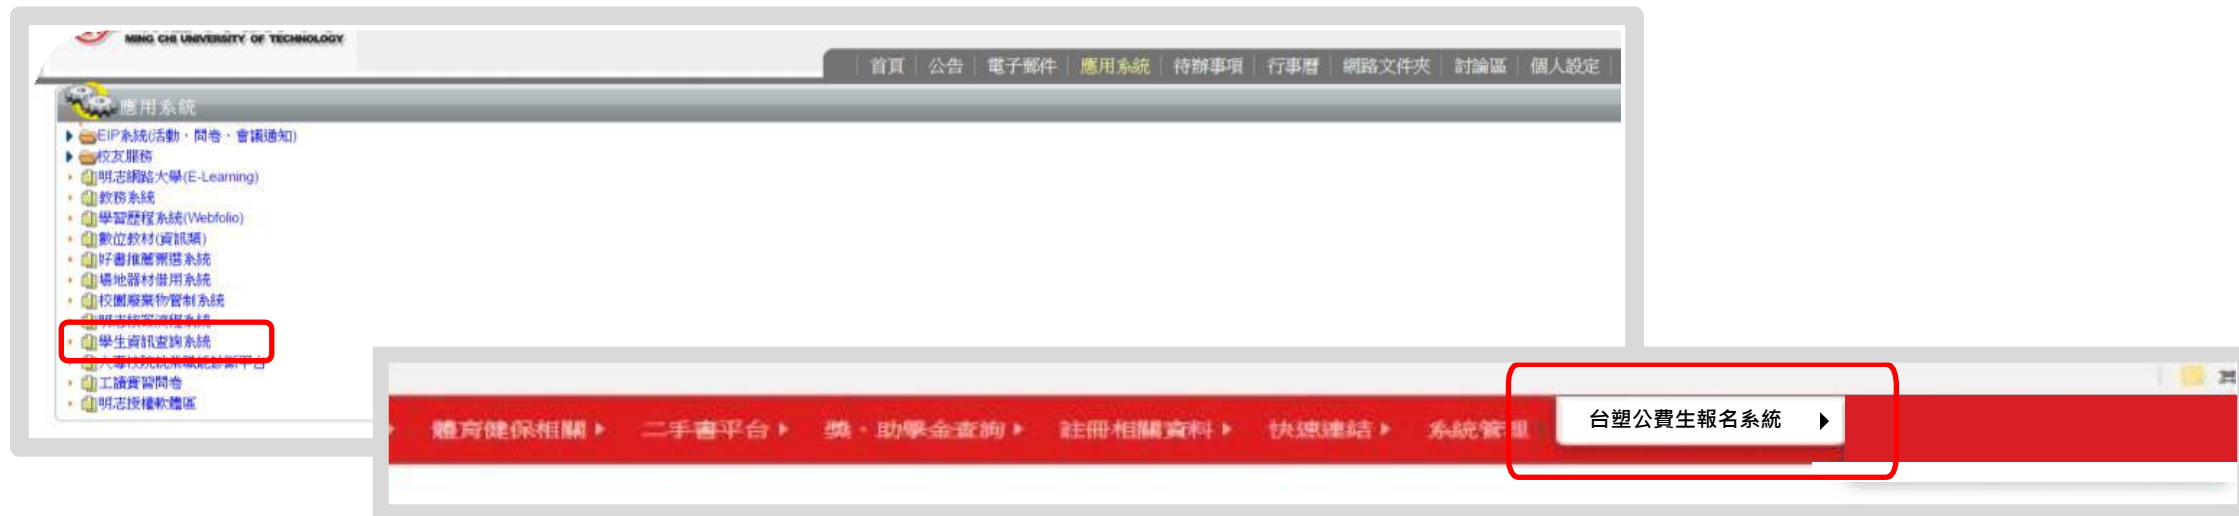 MING CHI UNIVERSITY OF TECHNOLOGY
首頁 公告 電子郵件 應用系統 待辦事項 行事曆 網路文件夾 討論區 個人設定
應用系統
EIP系統(活動、問卷、會議通知)
校友服務
明志網路大學(E-Learning)
教務系統
學習歷程系統(Webfolio)
數位教材(資訊類)
好書推薦票選系統
場地器材借用系統
校園廢棄物管制系統
學生資訊查詢系統
工讀實習問卷
明志授權軟體區
體育健保相關 二手書平台 獎、助學金查詢 註冊相關資料 快速連結 系統管理 台塑公費生報名系統